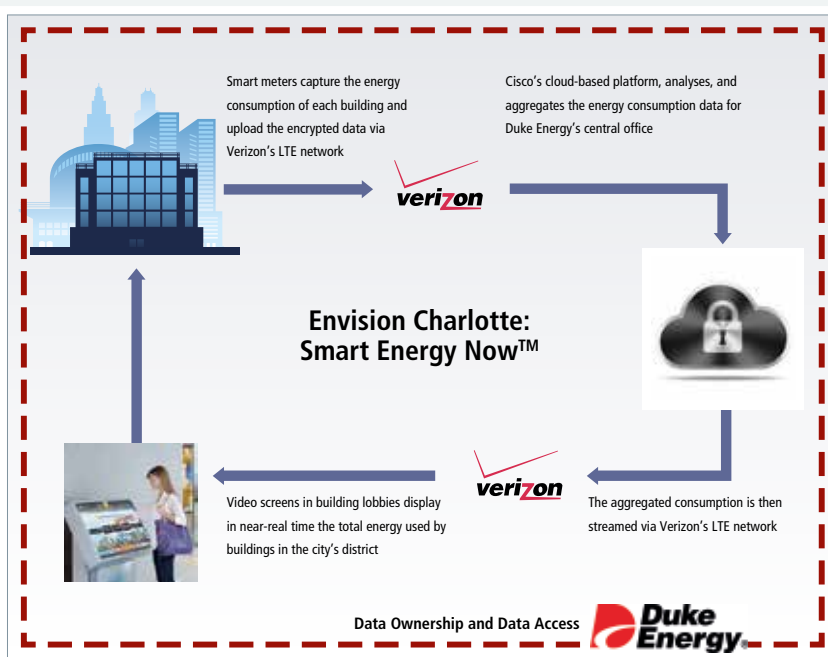 Smart meters capture the energy
consumption of each building and
upload the encrypted data via
Verizon's LTE network
Cisco's cloud-based platform, analyses, and
aggregates the energy consumption data for
Duke Energy's central office
verizon
Envision Charlotte:
Smart Energy Now™
verizon
Video screens in building lobbies display
in near-real time the total energy used by
buildings in the city's district
The aggregated consumption is then
streamed via Verizon's LTE network
Data Ownership and Data Access
Duke
Energy®